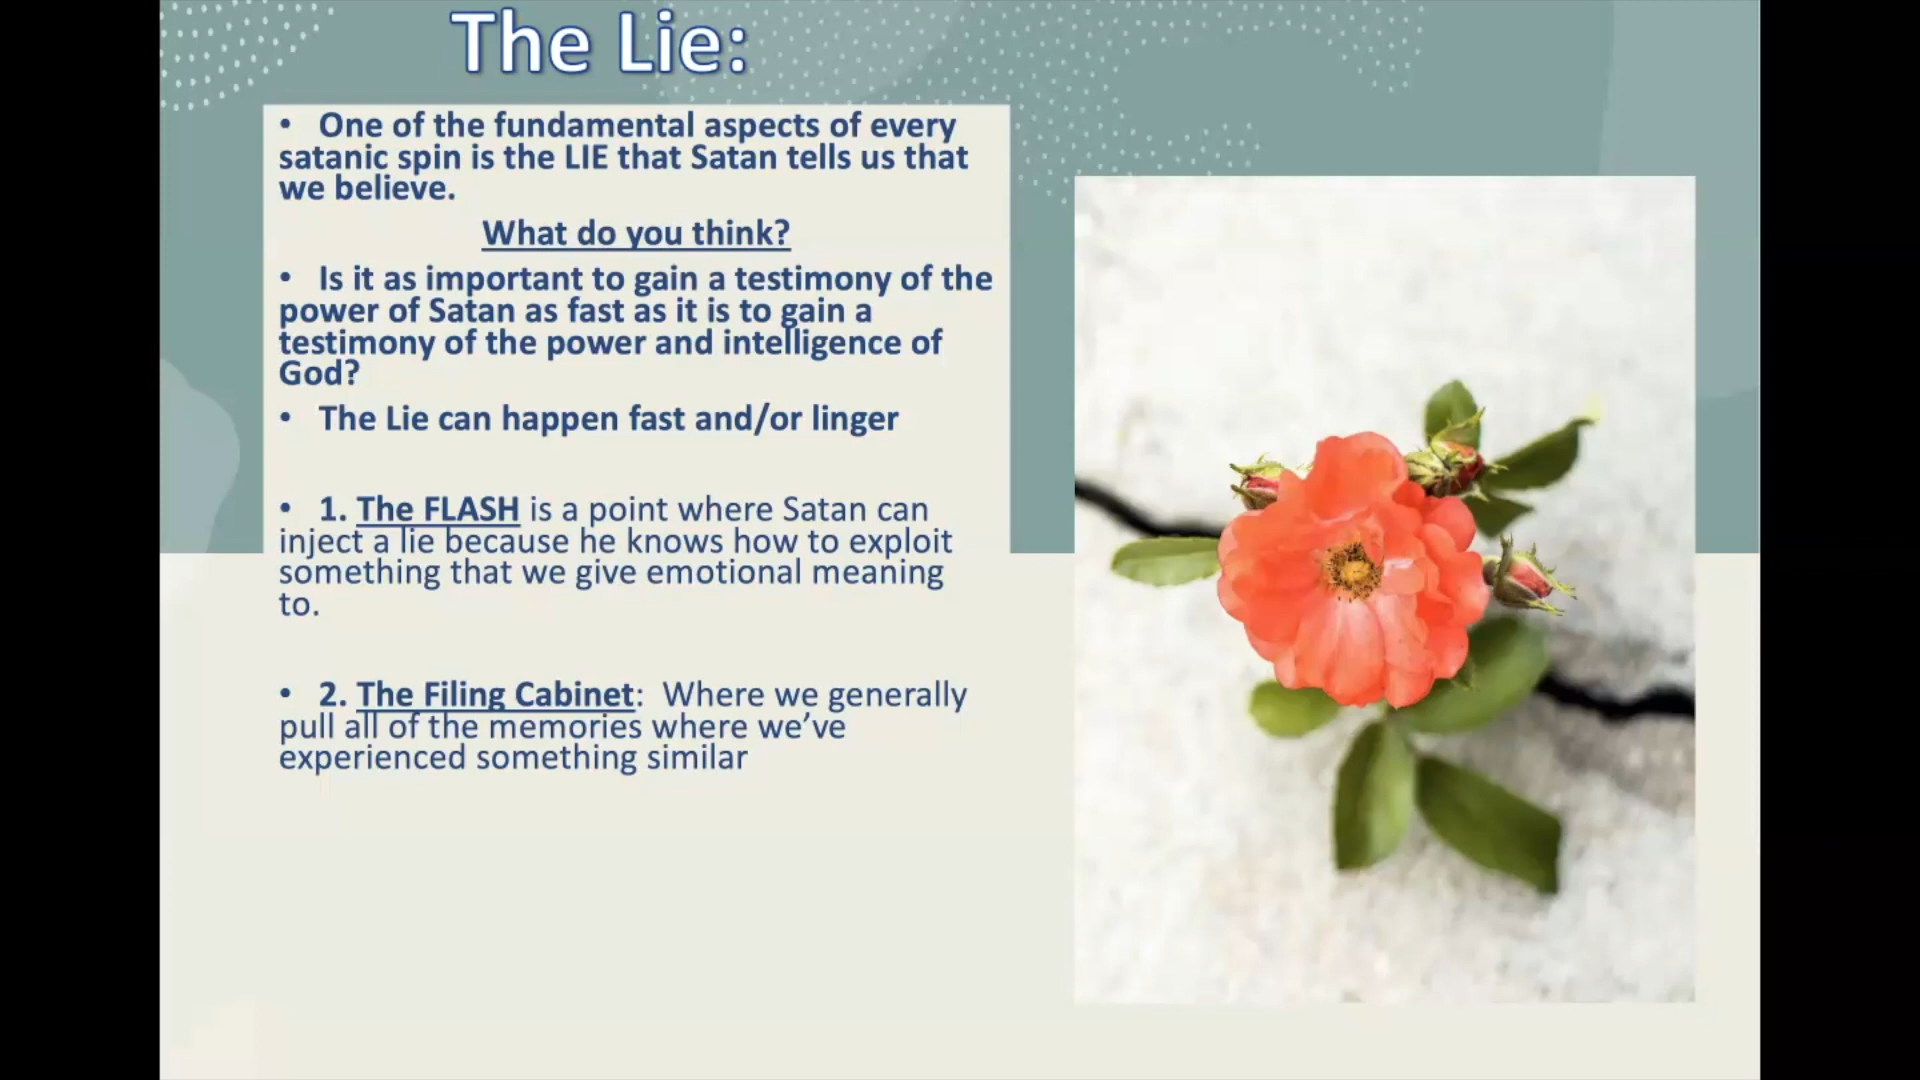 The Lie:
• One of the fundamental aspects of every
satanic spin is the LIE that Satan tells us that
we believe.
What do you think?
• Is it as important to gain a testimony of the
power of Satan as fast as it is to gain a
testimony of the power and intelligence of
God?
• The Lie can happen fast and/or linger
• 1. The FLASH is a point where Satan can
inject a lie because he knows how to exploit
something that we give emotional meaning
to.
• 2. The Filing Cabinet: Where we generally
pull all of the memories where we’ve
experienced something similar